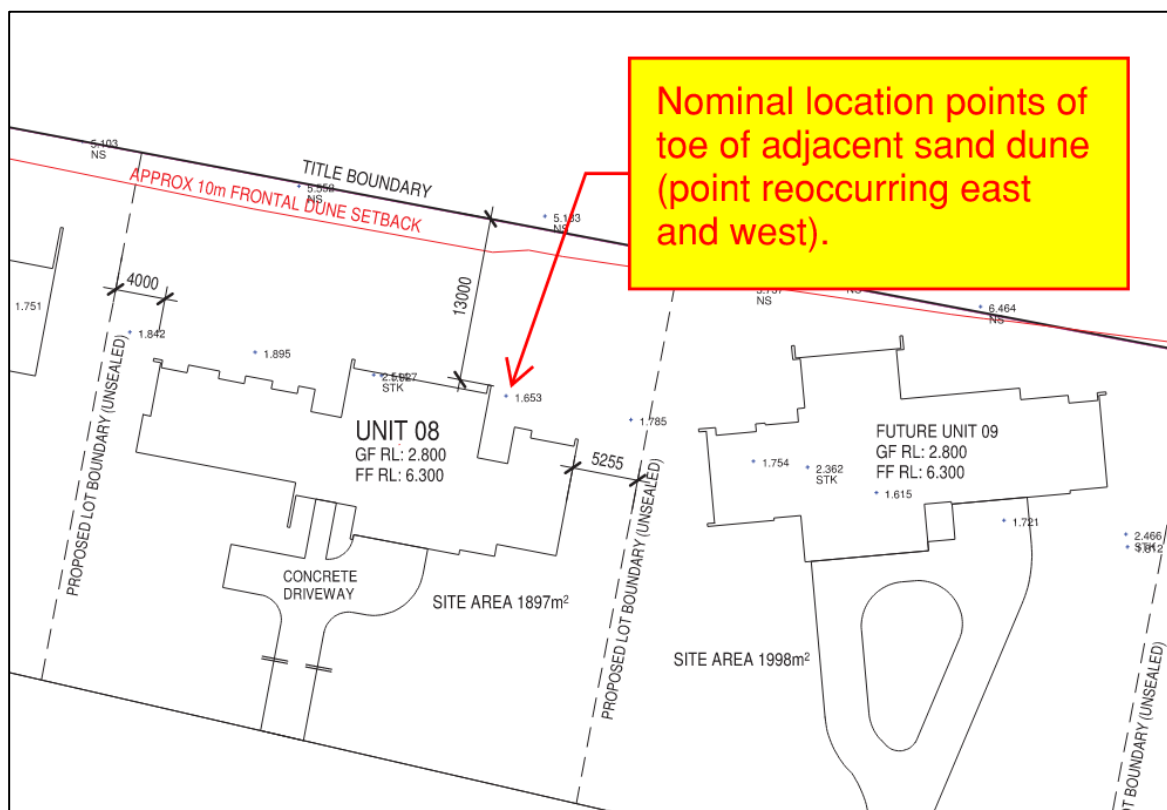 Nominal location points of
toe of adjacent sand dune
(point reoccurring east
and west).
5.103
NS
TITLE BOUNDARY
APPROX 10m FRONTAL DUNE SETBACK
NS
NS
NS
NS
6.464
NS
4000
13000
1.751
1.842
1.895
STK
1.653
1.785
UNIT 08
GF RL: 2.800
FF RL: 6.300
5255
FUTURE UNIT 09
GF RL: 2.800
FF RL: 6.300
1.754
2.362
STK
1.615
1.721
2.466
PROPOSED LOT BOUNDARY (UNSEALED)
CONCRETE
DRIVEWAY
SITE AREA 1897m²
PROPOSED LOT BOUNDARY (UNSEALED)
SITE AREA 1998m²
BOUNDARY (UNSEALED)